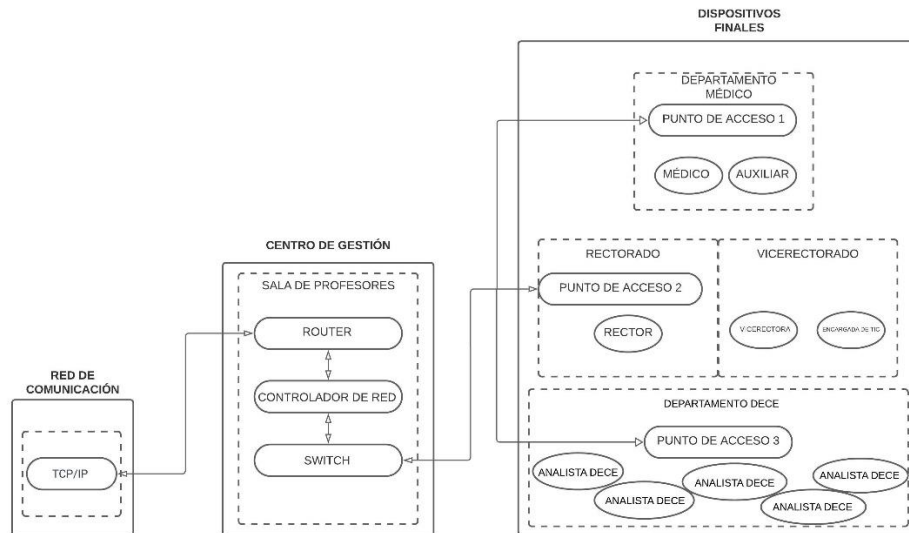 DISPOSITIVOS
FINALES
DEPARTAMENTO
MÉDICO
PUNTO DE ACCESO 1
MÉDICO
AUXILIAR
CENTRO DE GESTIÓN
SALA DE PROFESORES
ROUTER
CONTROLADOR DE RED
SWITCH
RECTORADO
PUNTO DE ACCESO 2
RECTOR
VICERECTORADO
VICERECTORA
ENCARGADA DE TIC
RED DE
COMUNICACIÓN
TCP/IP
DEPARTAMENTO DECE
PUNTO DE ACCESO 3
ANALISTA DECE
ANALISTA DECE
ANALISTA DECE
ANALISTA DECE
ANALISTA DECE